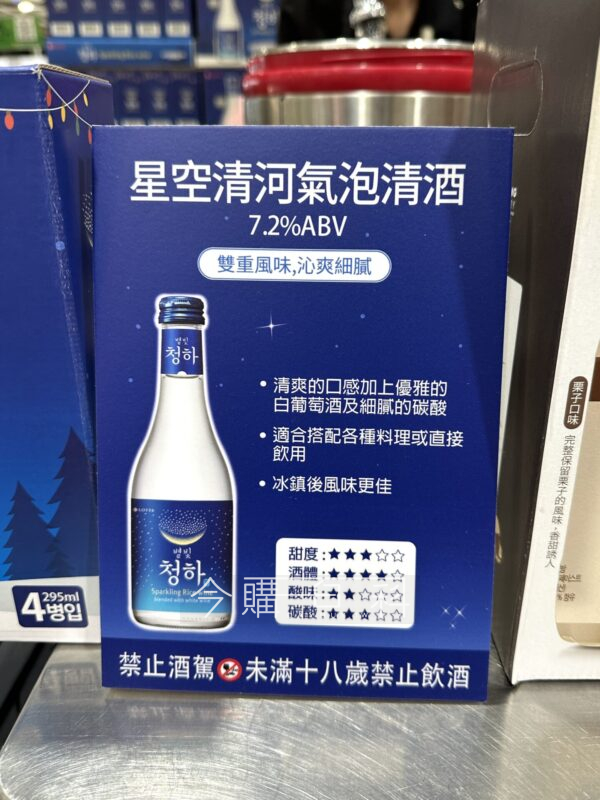 星空清河氣泡清酒
7.2%ABV
雙重風味,沁爽細膩
별빛
청하
• 清爽的口感加上優雅的
白葡萄酒及細膩的碳酸
• 適合搭配各種料理或直接
飲用
• 冰鎮後風味更佳
LOTTE
별빛
청하
Sparkling Rice Wine
blended with white wine
甜度:★★★☆☆
酒體:★★★★☆
酸味:★★☆☆☆
碳酸:★★★☆☆
禁止酒駕 未滿十八歲禁止飲酒
295ml
4병입
栗子口味
完整保留栗子的風味,香甜誘人